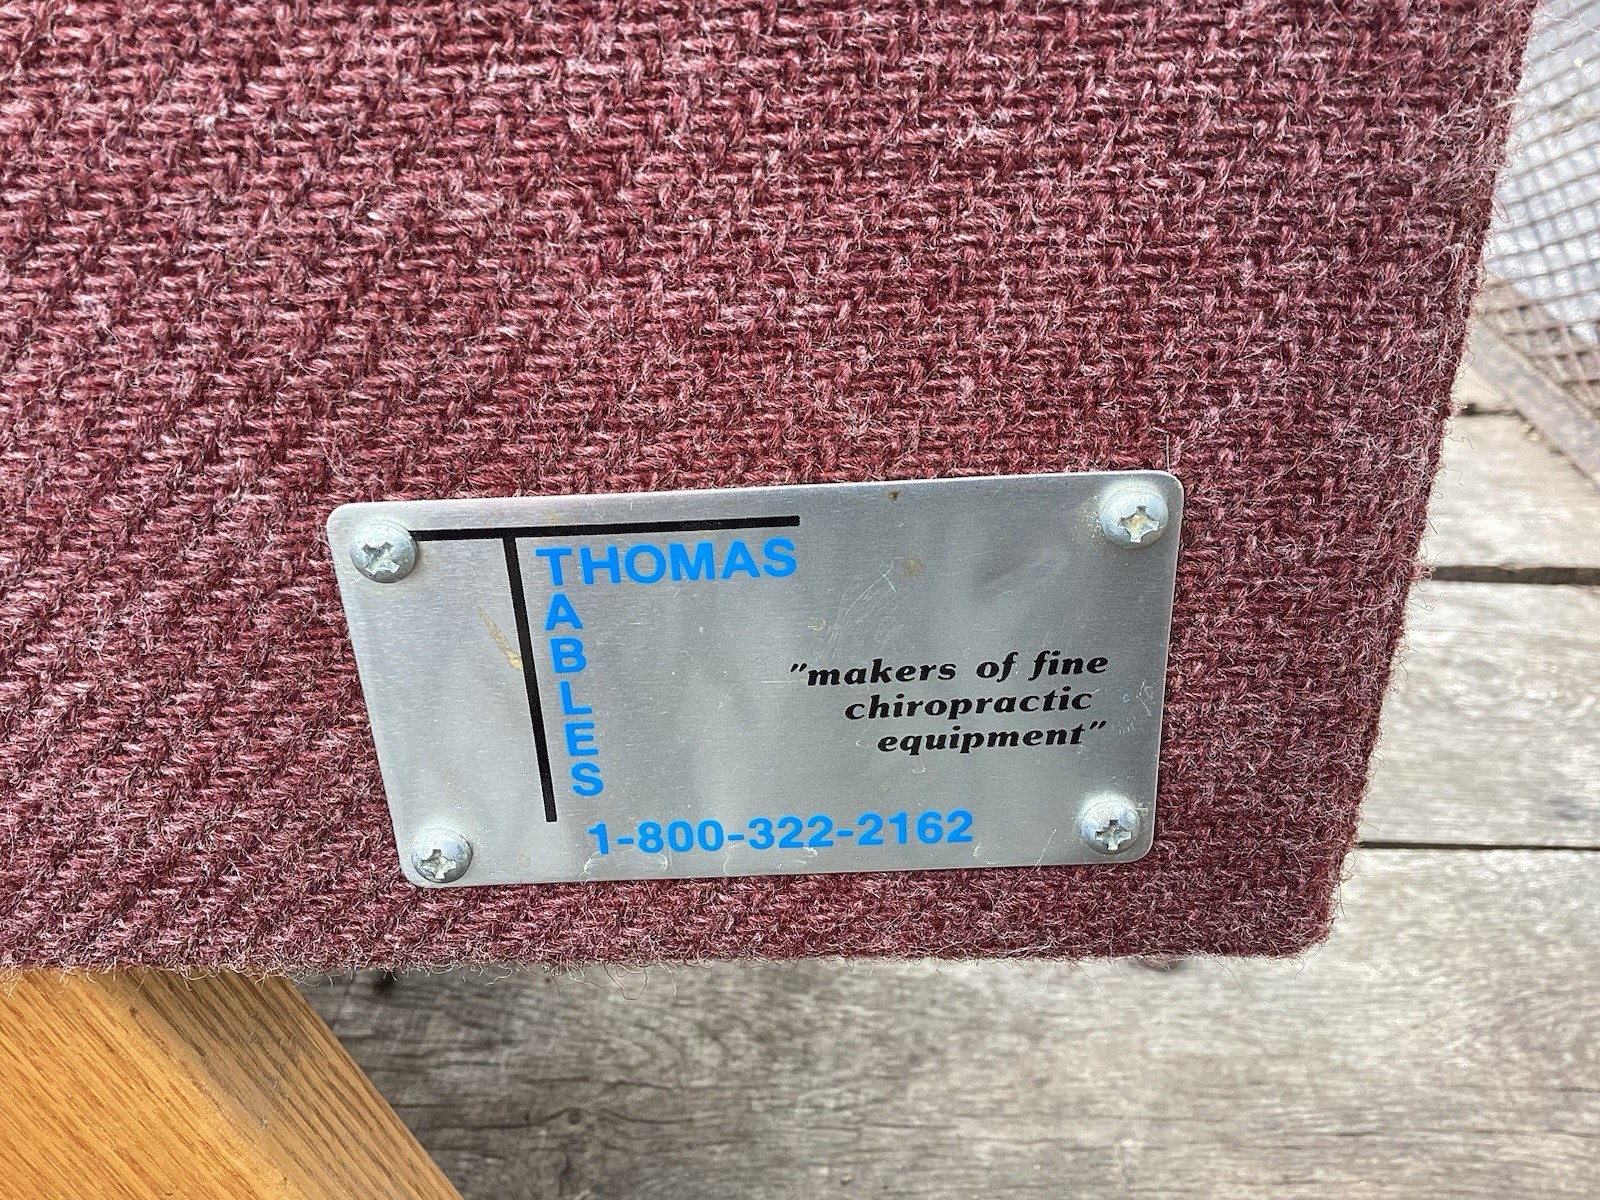 THOMAS
TABLES
"makers of fine
chiropractic
equipment"
1-800-322-2162